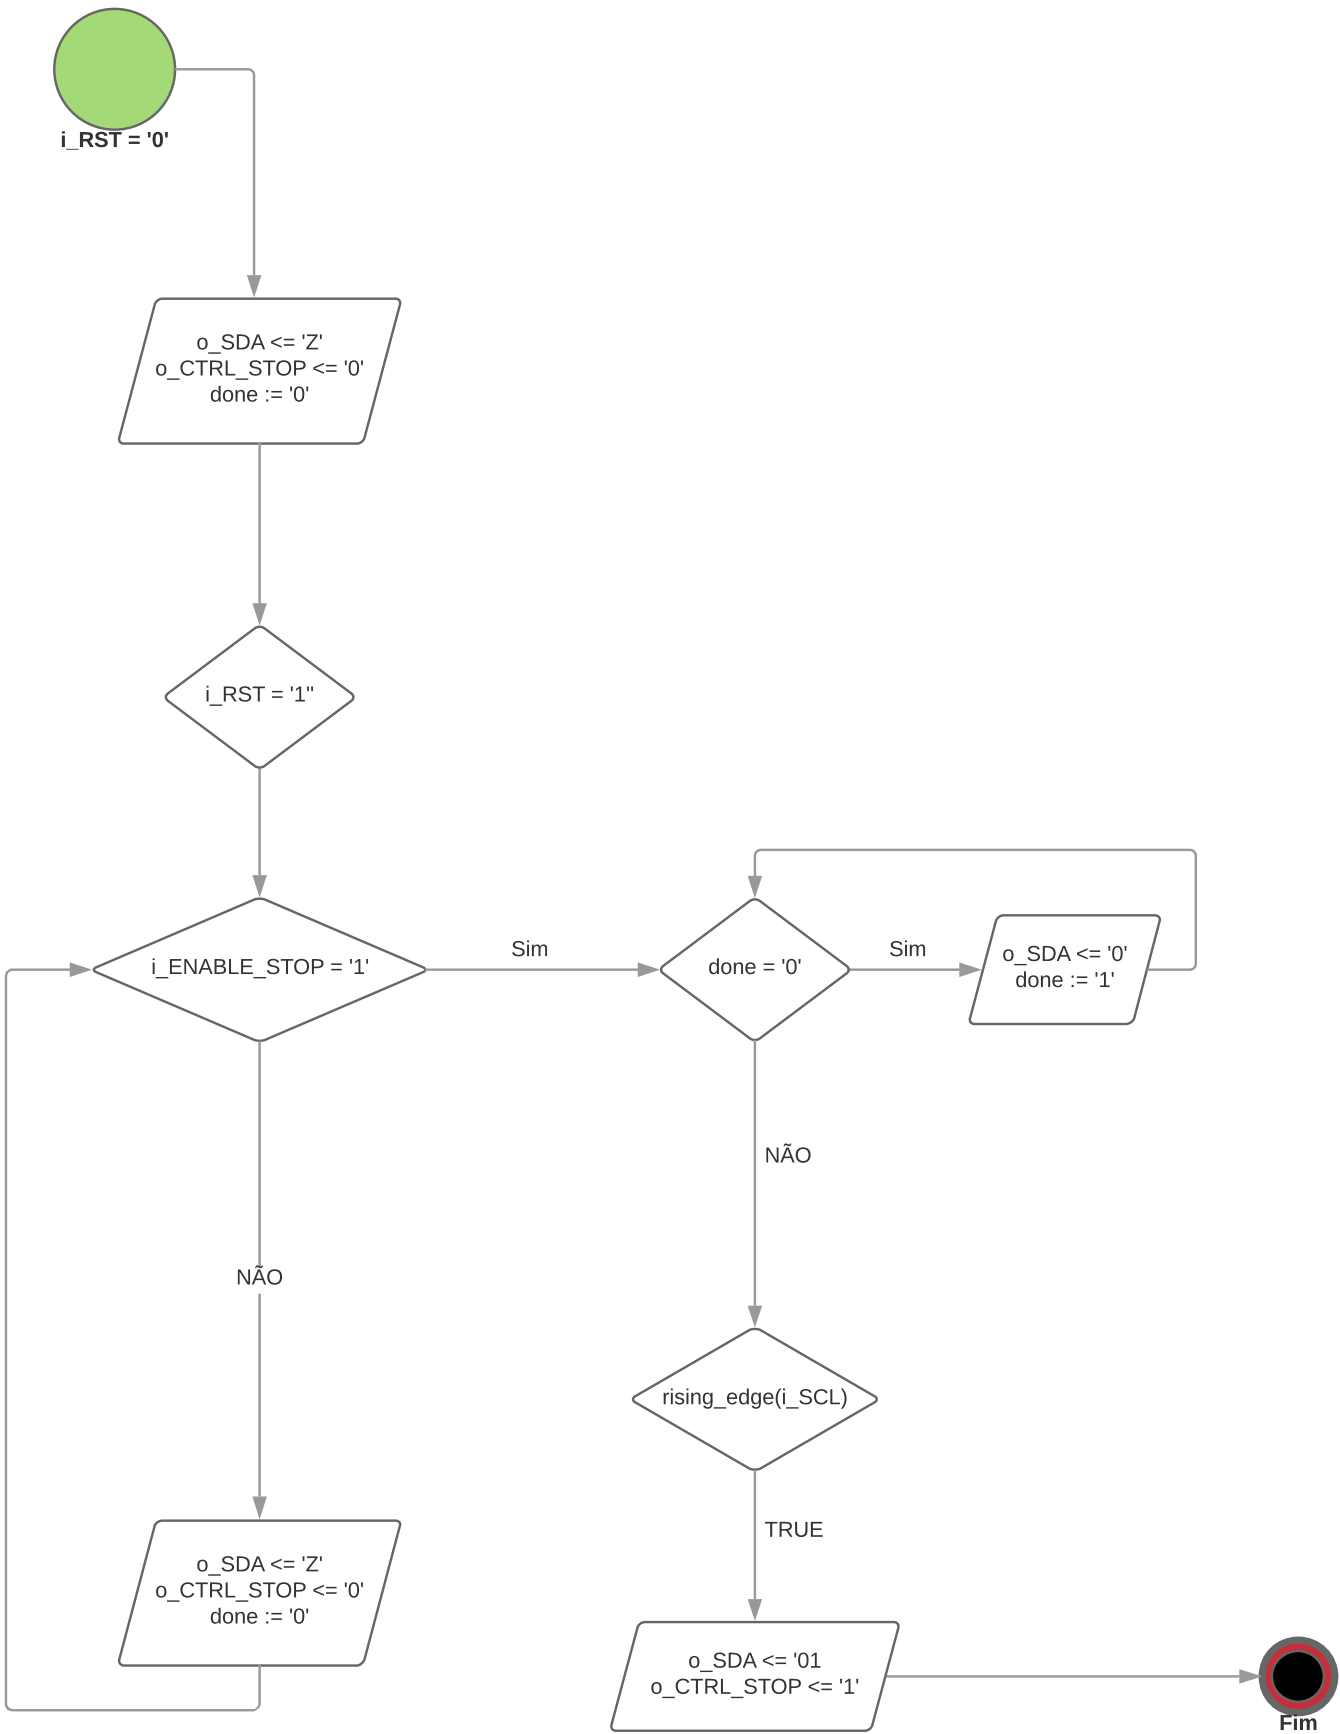 i_RST = '0'
o_SDA <= 'Z'
o_CTRL_STOP <= '0'
done := '0'
i_RST = '1''
i_ENABLE_STOP = '1'
Sim
done = '0'
Sim
o_SDA <= '0'
done := '1'
NÃO
NÃO
rising_edge(i_SCL)
TRUE
o_SDA <= 'Z'
o_CTRL_STOP <= '0'
done := '0'
o_SDA <= '01
o_CTRL_STOP <= '1'
Fim